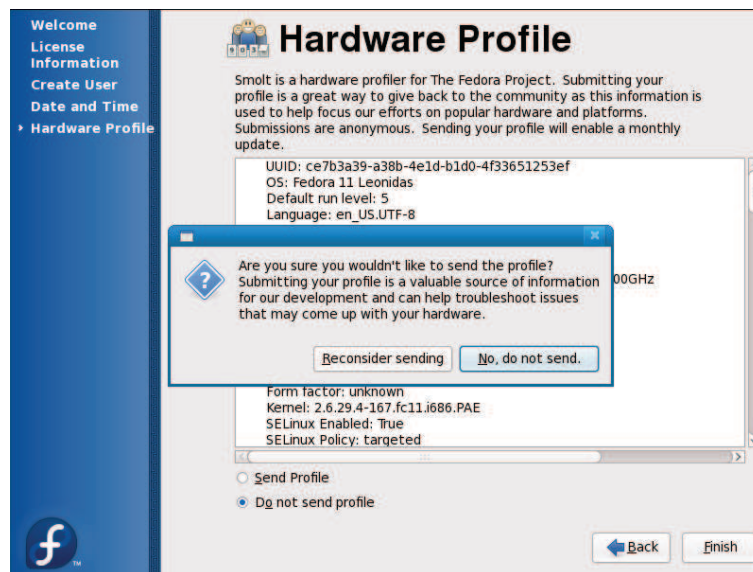 Welcome
License
Information
Create User
Date and Time
Hardware Profile
Hardware Profile
Smolt is a hardware profiler for The Fedora Project. Submitting your
profile is a great way to give back to the community as this information is
used to help focus our efforts on popular hardware and platforms.
Submissions are anonymous. Sending your profile will enable a monthly
update.
UUID: ce7b3a39-a38b-4e1d-b1d0-4f33651253ef
OS: Fedora 11 Leonidas
Default run level: 5
Language: en_US.UTF-8
00GHz
Are you sure you wouldn't like to send the profile?
Submitting your profile is a valuable source of information
for our development and can help troubleshoot issues
that may come up with your hardware.
Reconsider sending
No, do not send.
Form factor: unknown
Kernel: 2.6.29.4-167.fc11.i686.PAE
SELinux Enabled: True
SELinux Policy: targeted
Send Profile
Do not send profile
Back
Finish
f
TM